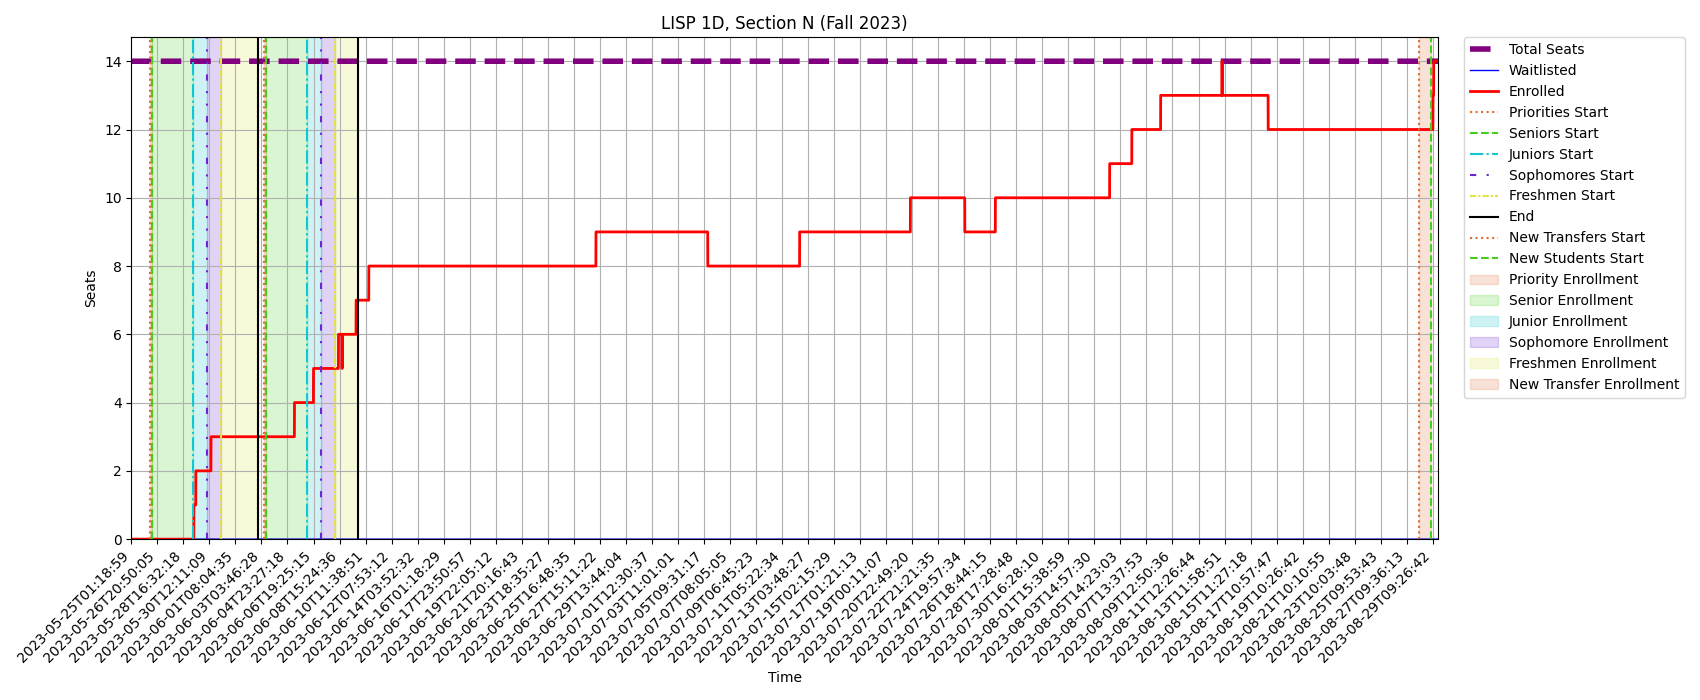 LISP 1D, Section N (Fall 2023)
Seats
14
12
10
8
6
4
2
0
2023-05-25T01:18:59
2023-05-26T20:50:05
2023-05-28T16:32:18
2023-05-30T12:11:09
2023-06-01T08:04:35
2023-06-03T03:46:28
2023-06-04T23:27:18
2023-06-06T19:25:15
2023-06-08T15:24:36
2023-06-10T11:38:51
2023-06-12T07:53:12
2023-06-14T04:52:32
2023-06-16T01:18:29
2023-06-17T23:50:57
2023-06-19T22:05:12
2023-06-21T20:16:43
2023-06-23T18:35:27
2023-06-25T16:48:35
2023-06-27T15:11:22
2023-06-29T13:44:04
2023-07-01T12:30:37
2023-07-03T11:01:01
2023-07-05T09:31:17
2023-07-07T08:05:05
2023-07-09T06:45:23
2023-07-11T05:22:34
2023-07-13T03:48:27
2023-07-15T02:15:29
2023-07-17T01:21:13
2023-07-19T00:11:07
2023-07-20T22:49:20
2023-07-22T21:21:35
2023-07-24T19:57:34
2023-07-26T18:44:15
2023-07-28T17:28:48
2023-07-30T16:28:10
2023-08-01T15:38:59
2023-08-03T14:57:30
2023-08-05T14:23:03
2023-08-07T13:37:53
2023-08-09T12:50:36
2023-08-11T12:26:44
2023-08-13T11:58:51
2023-08-15T11:27:18
2023-08-17T10:57:47
2023-08-19T10:26:42
2023-08-21T10:10:55
2023-08-23T10:03:48
2023-08-25T09:53:43
2023-08-27T09:36:13
2023-08-29T09:26:42
Time
Total Seats
Waitlisted
Enrolled
Priorities Start
Seniors Start
Juniors Start
Sophomores Start
Freshmen Start
End
New Transfers Start
New Students Start
Priority Enrollment
Senior Enrollment
Junior Enrollment
Sophomore Enrollment
Freshmen Enrollment
New Transfer Enrollment